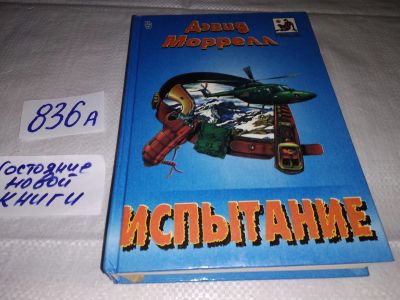 Дэвид
Моррелл
ИСПЫТАНИЕ
836А
Состояние
новой
книги